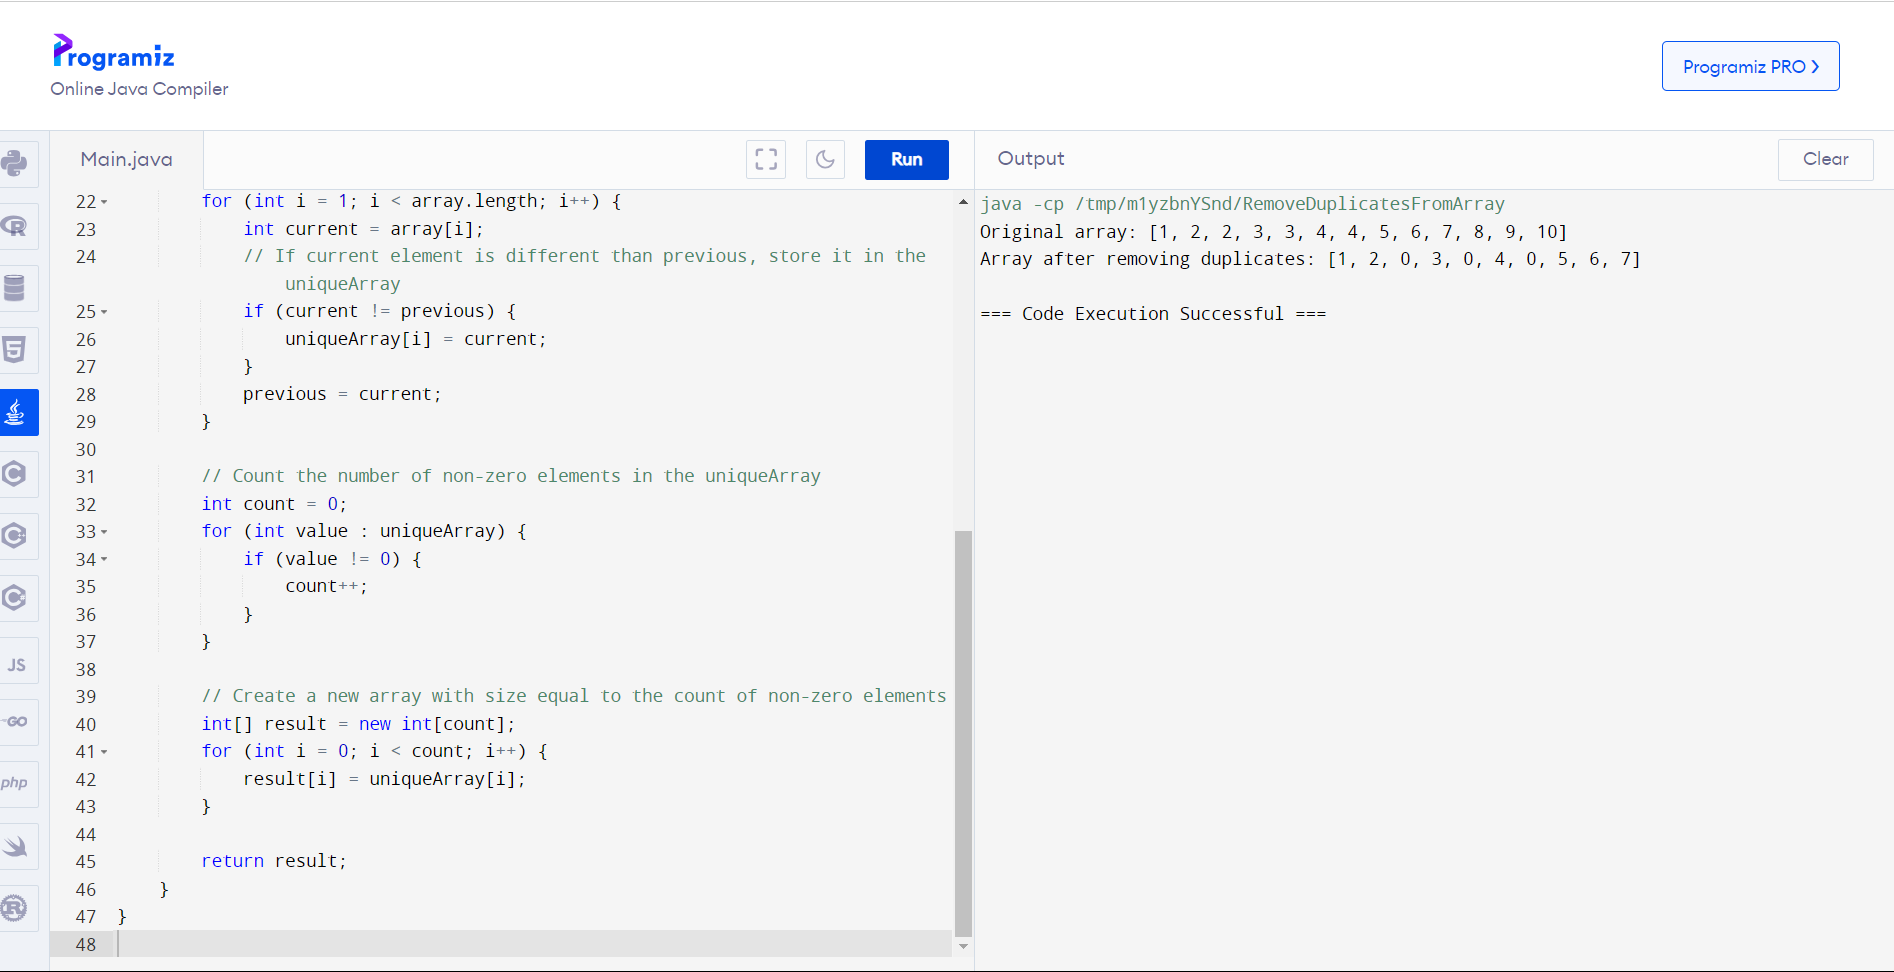 Programiz
Online Java Compiler
Programiz PRO
Main.java
Run
22 for (int i = 1; i < array.length; i++) {
23 int current = array[i];
24 // If current element is different than previous, store it in the
uniqueArray
25 if (current != previous) {
26 uniqueArray[i] = current;
27 }
28 previous = current;
29 }
30
31 // Count the number of non-zero elements in the uniqueArray
32 int count = 0;
33 for (int value : uniqueArray) {
34 if (value != 0) {
35 count++;
36 }
37 }
38
39 // Create a new array with size equal to the count of non-zero elements
40 int[] result = new int[count];
41 for (int i = 0; i < count; i++) {
42 result[i] = uniqueArray[i];
43 }
44
45 return result;
46 }
47 }
48
Output
Clear
java -cp /tmp/m1yzbnYSnd/RemoveDuplicatesFromArray
Original array: [1, 2, 2, 3, 3, 4, 4, 5, 6, 7, 8, 9, 10]
Array after removing duplicates: [1, 2, 0, 3, 0, 4, 0, 5, 6, 7]
=== Code Execution Successful ===
R
5
C
C
C
JS
GO
php
R